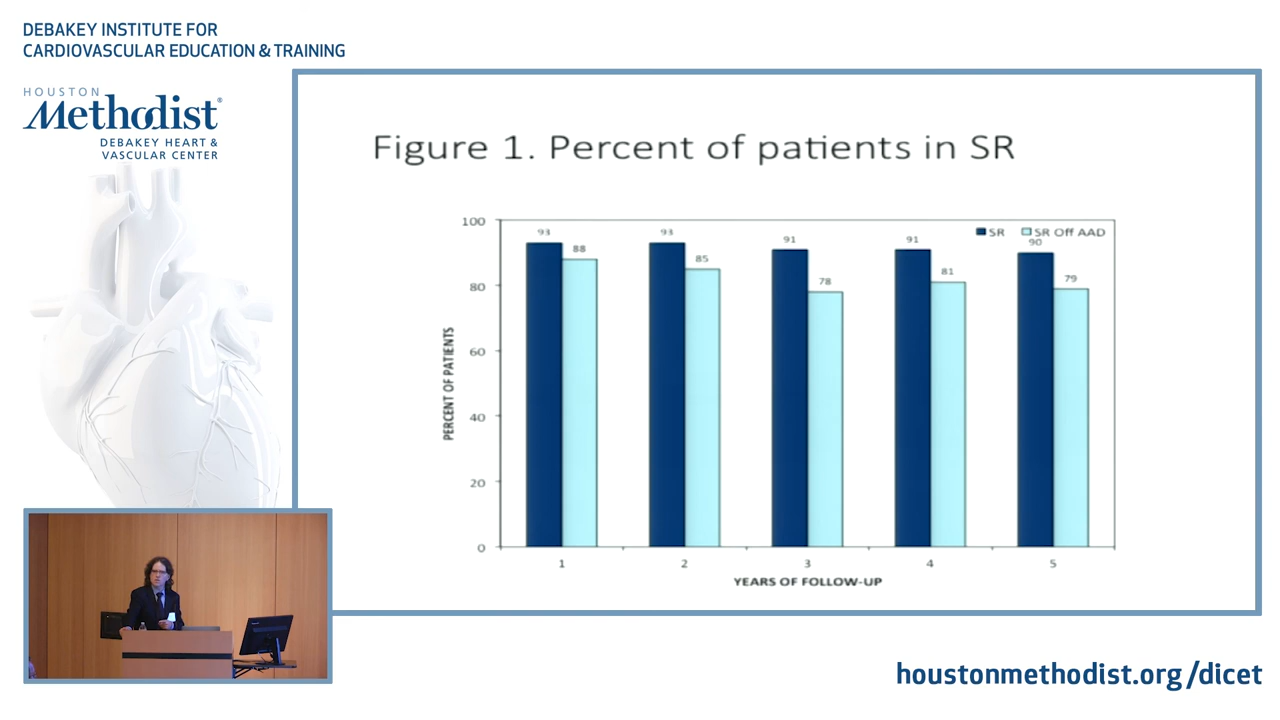 DEBAKEY INSTITUTE FOR
CARDIOVASCULAR EDUCATION & TRAINING
HOUSTON
Methodist®
DEBAKEY HEART &
VASCULAR CENTER
Figure 1. Percent of patients in SR
SR
SR Off AAD
100
80
60
40
20
0
PERCENT OF PATIENTS
93
88
93
85
91
78
91
81
90
79
1
2
3
4
5
YEARS OF FOLLOW-UP
houstonmethodist.org/dicet